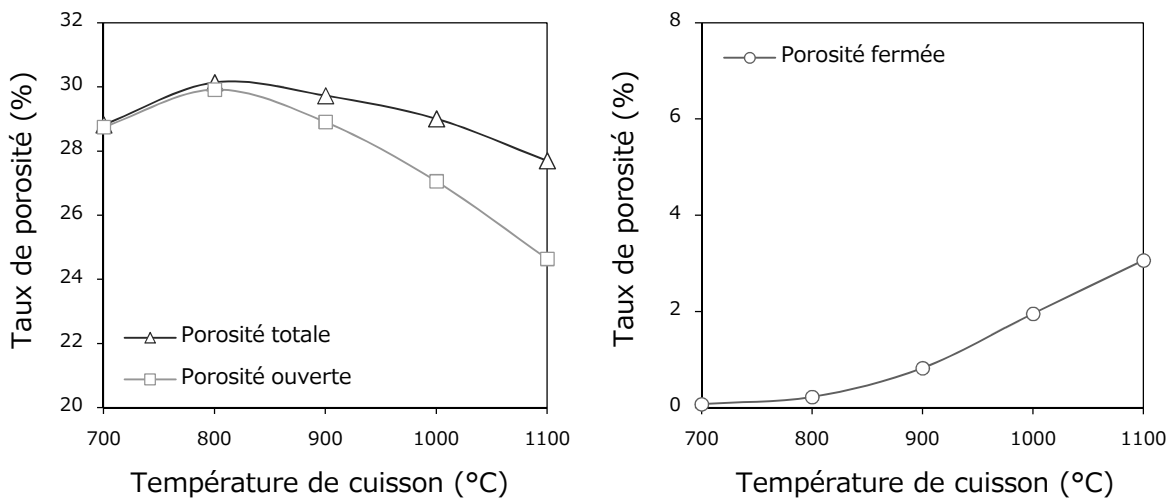 32
30
28
26
24
22
20
Taux de porosité (%)
Porosité totale
Porosité ouverte
700 800 900 1000 1100
Température de cuisson (°C)
8
6
4
2
0
Taux de porosité (%)
Porosité fermée
700 800 900 1000 1100
Température de cuisson (°C)